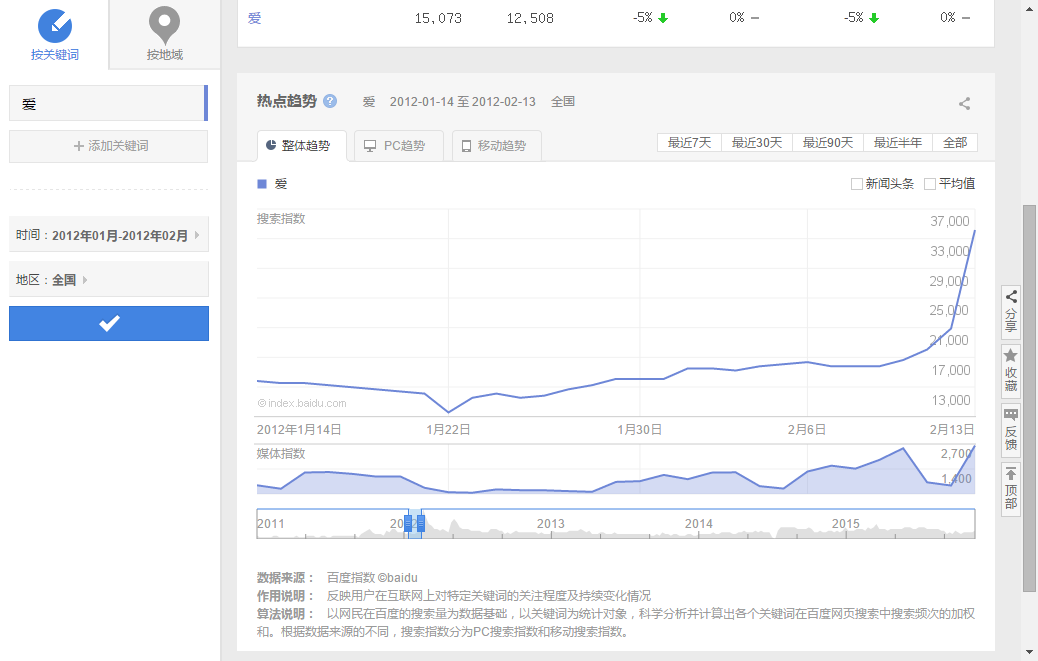 按关键词
按地域
爱
+ 添加关键词
时间：2012年01月-2012年02月
地区：全国
爱 15,073 12,508 -5% 0% -5% 0%
热点趋势 ? 爱 2012-01-14 至 2012-02-13 全国
整体趋势 PC趋势 移动趋势
最近7天 最近30天 最近90天 最近半年 全部
爱
新闻头条 平均值
搜索指数
37,000
33,000
29,000
25,000
21,000
17,000
13,000
©index.baidu.com
2012年1月14日 1月22日 1月30日 2月6日 2月13日
媒体指数
2,700
1,400
2011 2013 2014 2015
数据来源： 百度指数 ©baidu
作用说明： 反映用户在互联网上对特定关键词的关注程度及持续变化情况
算法说明： 以网民在百度的搜索量为数据基础，以关键词为统计对象，科学分析并计算出各个关键词在百度网页搜索中搜索频次的加权
和。根据数据来源的不同，搜索指数分为PC搜索指数和移动搜索指数。
分享
收藏
反馈
顶部